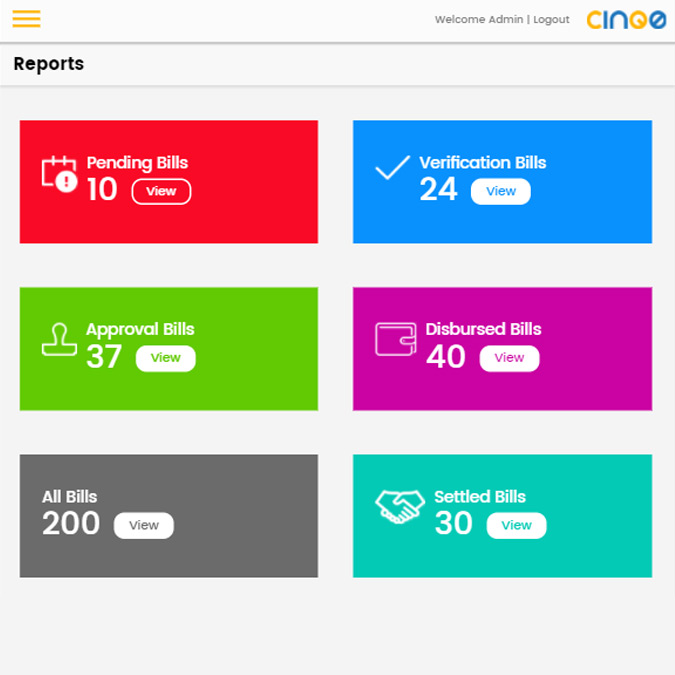 Welcome Admin | Logout
CINQO
Reports
Pending Bills
10 View
Verification Bills
24 View
Approval Bills
37 View
Disbursed Bills
40 View
All Bills
200 View
Settled Bills
30 View